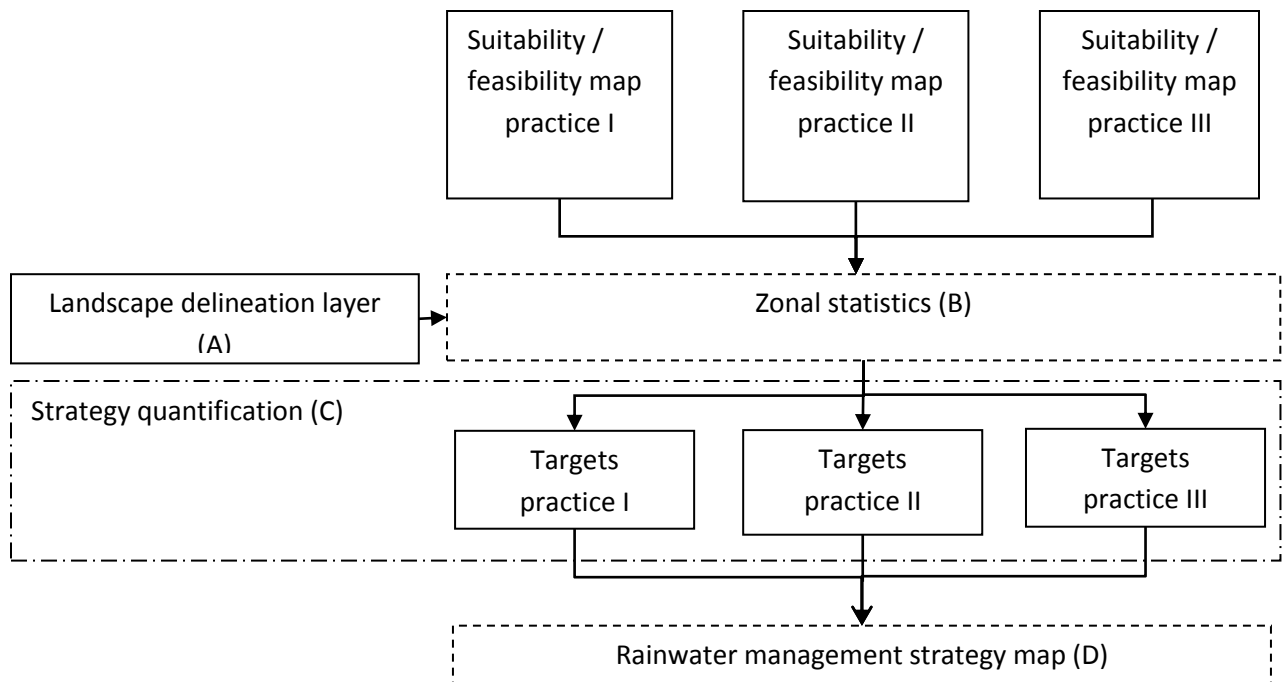 Suitability /
feasibility map
practice I
Suitability /
feasibility map
practice II
Suitability /
feasibility map
practice III
Landscape delineation layer
(A)
Zonal statistics (B)
Strategy quantification (C)
Targets
practice I
Targets
practice II
Targets
practice III
Rainwater management strategy map (D)